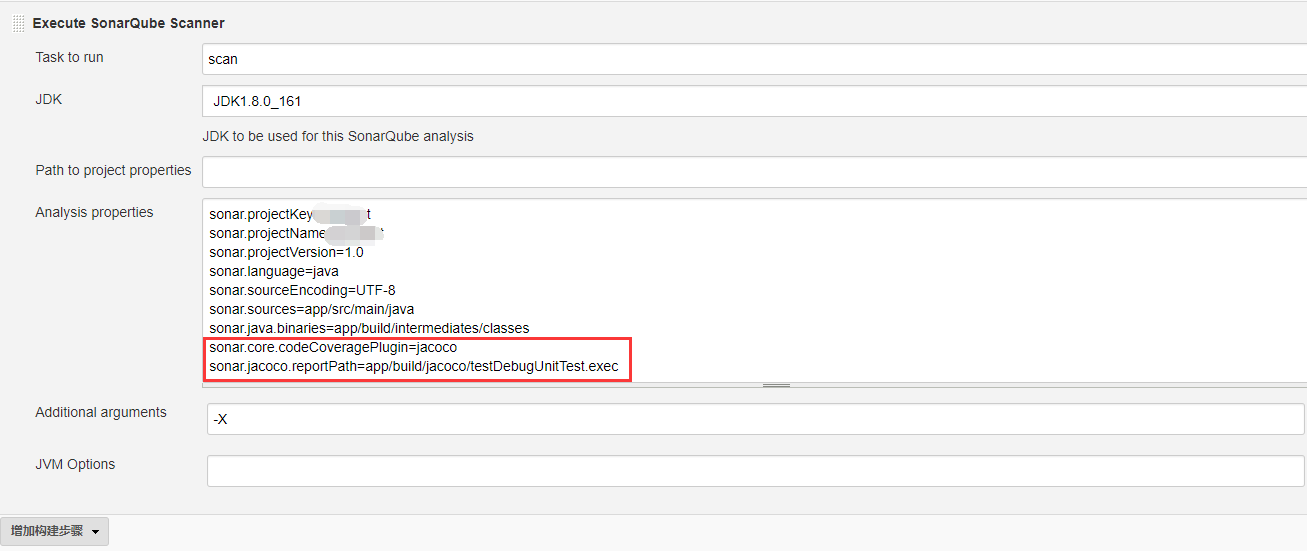 Execute SonarQube Scanner
Task to run
scan
JDK
JDK1.8.0_161
JDK to be used for this SonarQube analysis
Path to project properties
Analysis properties
sonar.projectKey
sonar.projectName
sonar.projectVersion=1.0
sonar.language=java
sonar.sourceEncoding=UTF-8
sonar.sources=app/src/main/java
sonar.java.binaries=app/build/intermediates/classes
sonar.core.codeCoveragePlugin=jacoco
sonar.jacoco.reportPath=app/build/jacoco/testDebugUnitTest.exec
Additional arguments
-X
JVM Options
增加构建步骤